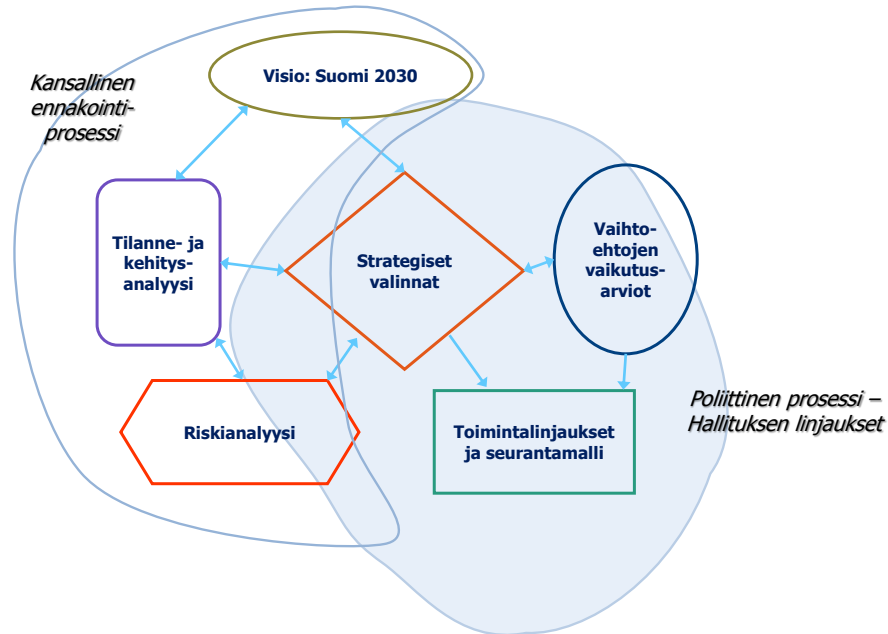 Visio: Suomi 2030
Kansallinen
ennakointi-
prosessi
Tilanne- ja
kehitys-
analyysi
Strategiset
valinnat
Vaihto-
ehtojen
vaikutus-
arviot
Riskianalyysi
Toimintalinjaukset
ja seurantamalli
Poliittinen prosessi –
Hallituksen linjaukset